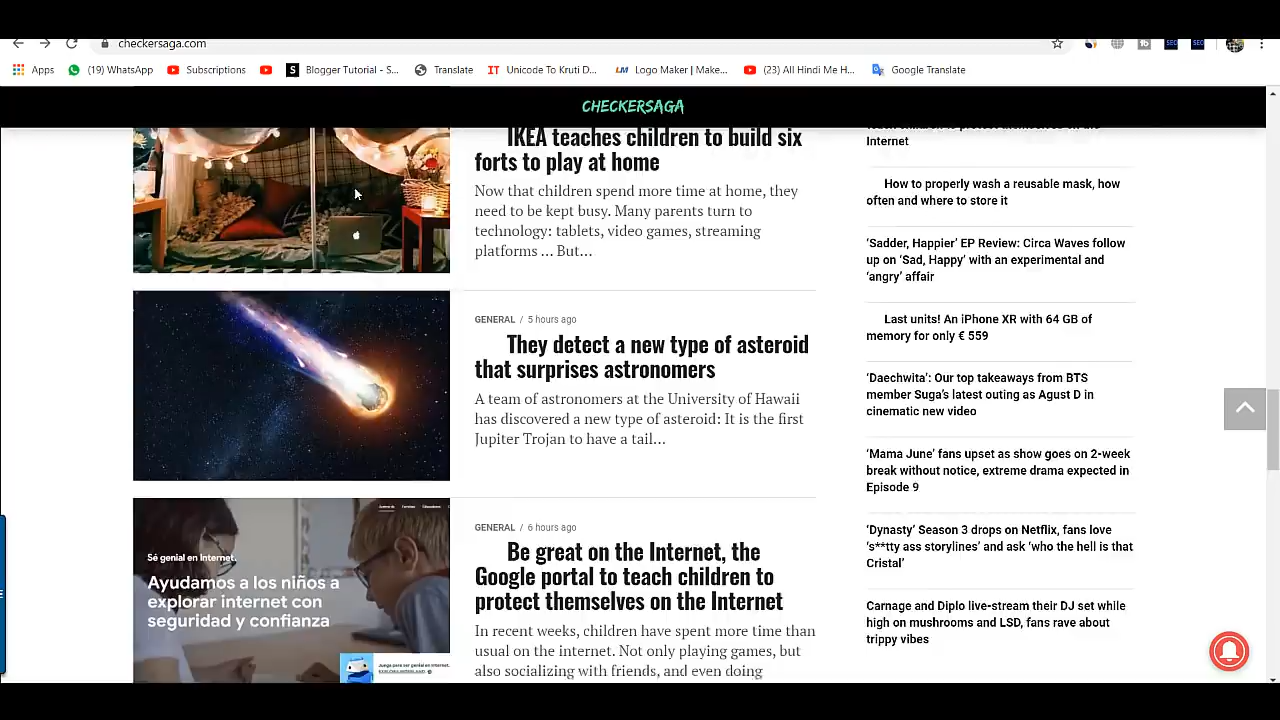 checkersaga.com
Apps
(19) WhatsApp
Subscriptions
Blogger Tutorial - S...
Translate
Unicode To Kruti D...
Logo Maker | Make...
(23) All Hindi Me H...
Google Translate
CHECKERSAGA
IKEA teaches children to build six
forts to play at home
Now that children spend more time at home, they
need to be kept busy. Many parents turn to
technology: tablets, video games, streaming
platforms ... But...
GENERAL / 5 hours ago
They detect a new type of asteroid
that surprises astronomers
A team of astronomers at the University of Hawaii
has discovered a new type of asteroid: It is the first
Jupiter Trojan to have a tail...
Sé genial en Internet.
Ayudamos a los niños a
explorar internet con
seguridad y confianza
GENERAL / 6 hours ago
Be great on the Internet, the
Google portal to teach children to
protect themselves on the Internet
In recent weeks, children have spent more time than
usual on the internet. Not only playing games, but
also socializing with friends, and even doing
Internet
How to properly wash a reusable mask, how
often and where to store it
‘Sadder, Happier’ EP Review: Circa Waves follow
up on ‘Sad, Happy’ with an experimental and
‘angry’ affair
Last units! An iPhone XR with 64 GB of
memory for only € 559
‘Daechwita’: Our top takeaways from BTS
member Suga’s latest outing as Agust D in
cinematic new video
‘Mama June’ fans upset as show goes on 2-week
break without notice, extreme drama expected in
Episode 9
‘Dynasty’ Season 3 drops on Netflix, fans love
‘s**tty ass storylines’ and ask ‘who the hell is that
Cristal’
Carnage and Diplo live-stream their DJ set while
high on mushrooms and LSD, fans rave about
trippy vibes